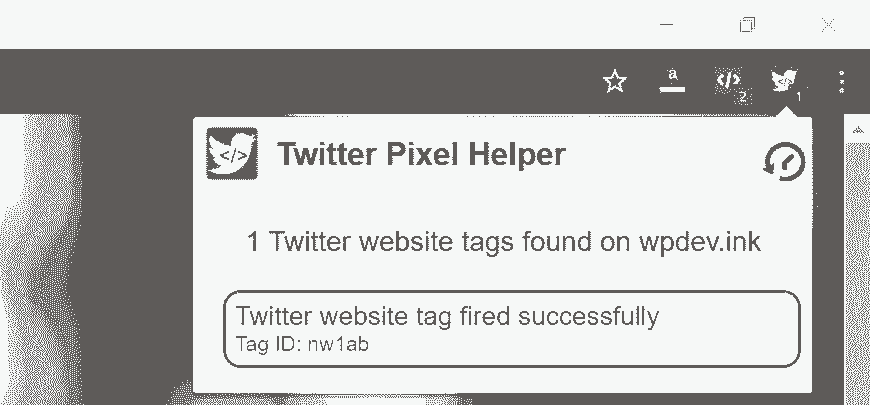 a
</>
2
1
</>
Twitter Pixel Helper
1 Twitter website tags found on wpdev.ink
Twitter website tag fired successfully
Tag ID: nw1ab